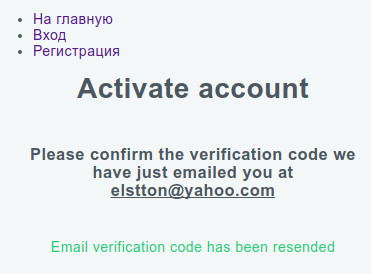 На главную
Вход
Регистрация
Activate account
Please confirm the verification code we
have just emailed you at
elstton@yahoo.com
Email verification code has been resended